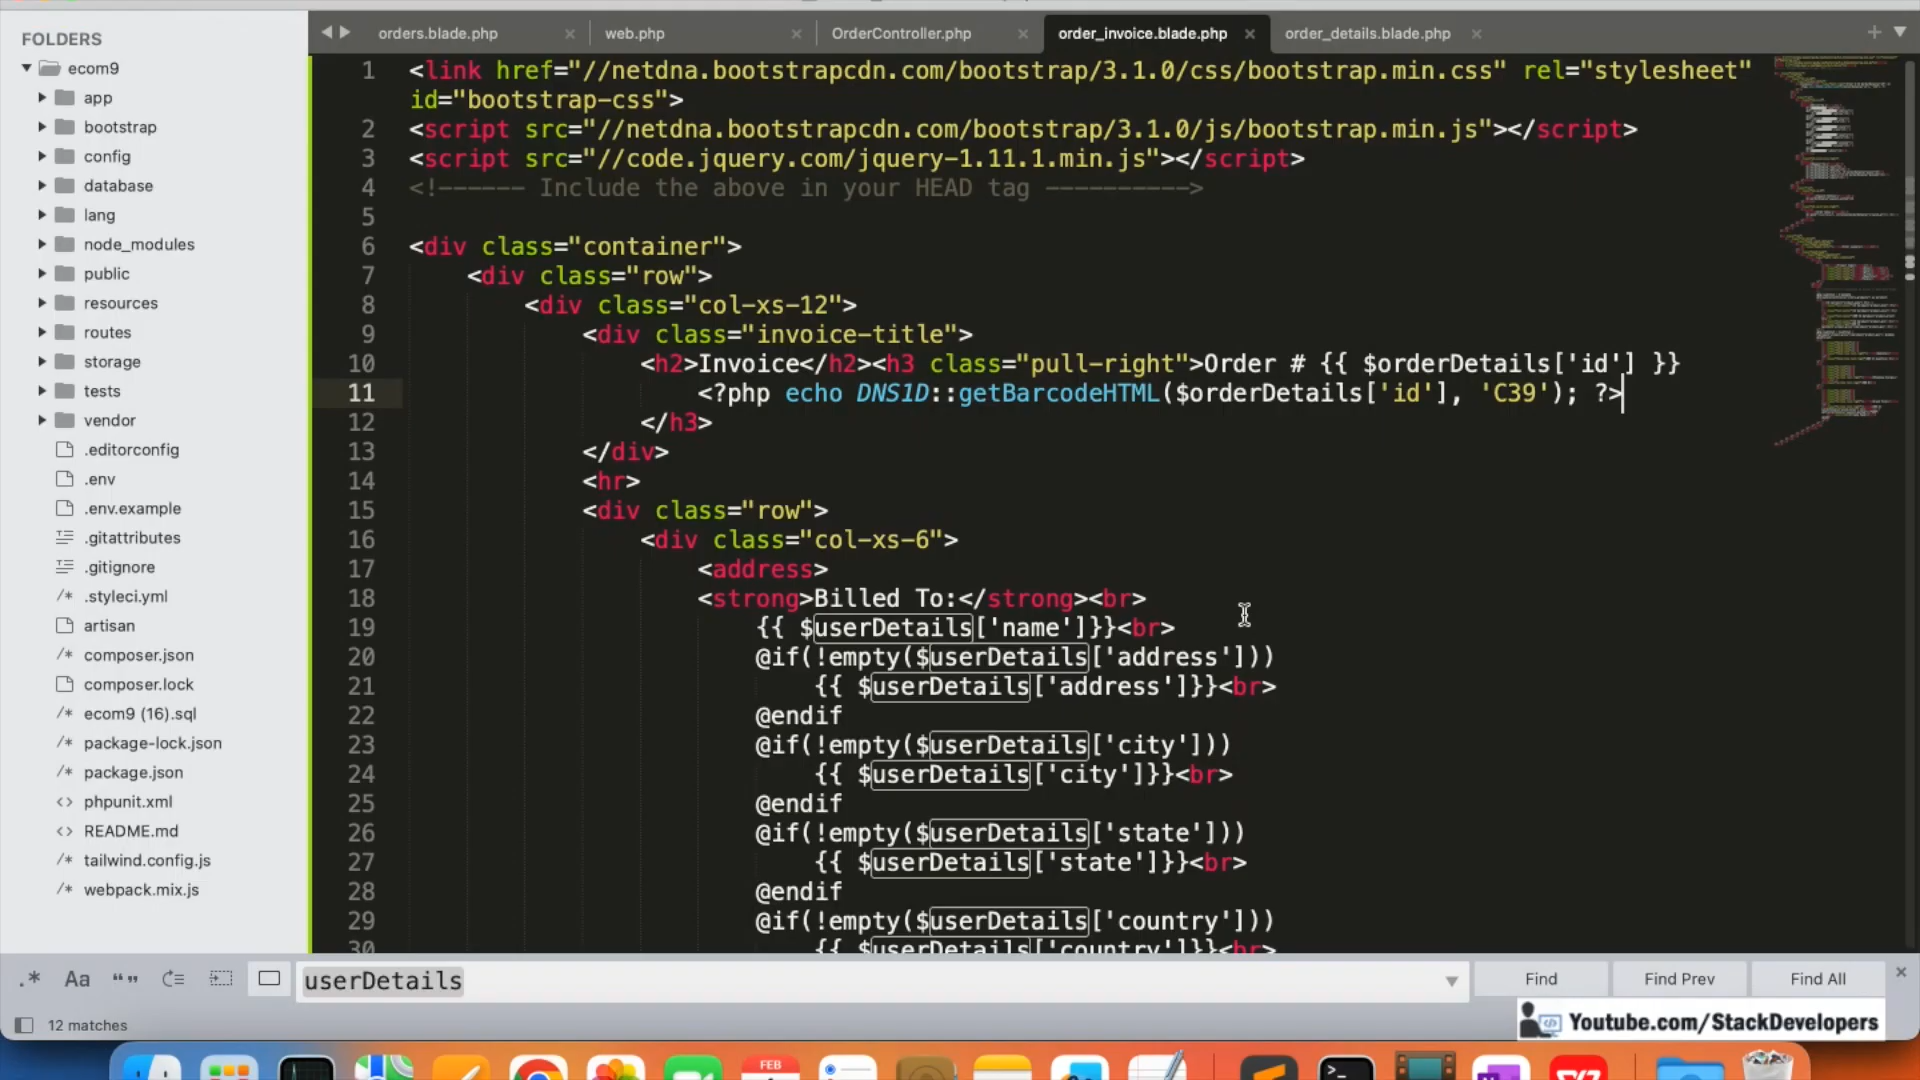 FOLDERS
ecom9
app
bootstrap
config
database
lang
node_modules
public
resources
routes
storage
tests
vendor
.editorconfig
.env
.env.example
.gitattributes
.gitignore
.styleci.yml
artisan
composer.json
composer.lock
ecom9 (16).sql
package-lock.json
package.json
phpunit.xml
README.md
tailwind.config.js
webpack.mix.js
orders.blade.php
web.php
OrderController.php
order_invoice.blade.php
order_details.blade.php
1 <link href="//netdna.bootstrapcdn.com/bootstrap/3.1.0/css/bootstrap.min.css" rel="stylesheet"
id="bootstrap-css">
2 <script src="//netdna.bootstrapcdn.com/bootstrap/3.1.0/js/bootstrap.min.js"></script>
3 <script src="//code.jquery.com/jquery-1.11.1.min.js"></script>
4 <!------ Include the above in your HEAD tag ---------->
5
6 <div class="container">
7 <div class="row">
8 <div class="col-xs-12">
9 <div class="invoice-title">
10 <h2>Invoice</h2><h3 class="pull-right">Order # {{ $orderDetails['id'] }}
11 <?php echo DNS1D::getBarcodeHTML($orderDetails['id'], 'C39'); ?>
12 </h3>
13 </div>
14 <hr>
15 <div class="row">
16 <div class="col-xs-6">
17 <address>
18 <strong>Billed To:</strong><br>
19 {{ $userDetails['name']}}<br>
20 @if(!empty($userDetails['address']))
21 {{ $userDetails['address']}}<br>
22 @endif
23 @if(!empty($userDetails['city']))
24 {{ $userDetails['city']}}<br>
25 @endif
26 @if(!empty($userDetails['state']))
27 {{ $userDetails['state']}}<br>
28 @endif
29 @if(!empty($userDetails['country']))
30 {{ $userDetails['country']}}<br>
.* Aa “”
userDetails
Find
Find Prev
Find All
12 matches
Youtube.com/StackDevelopers
FEB